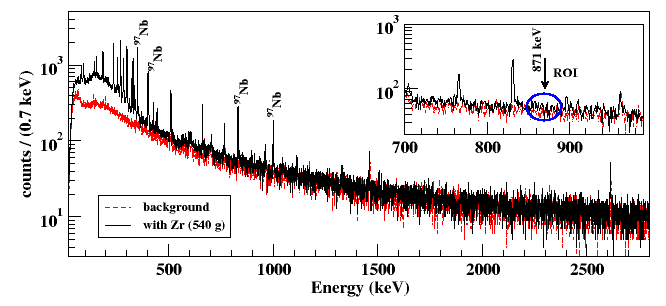 10³
10²
10¹
counts / (0.7 keV)
⁹⁷Nb
⁹⁷Nb
⁹⁷Nb
⁹⁷Nb
10³
10²
871 keV
ROI
700
800
900
background
with Zr (540 g)
500
1000
1500
2000
2500
Energy (keV)